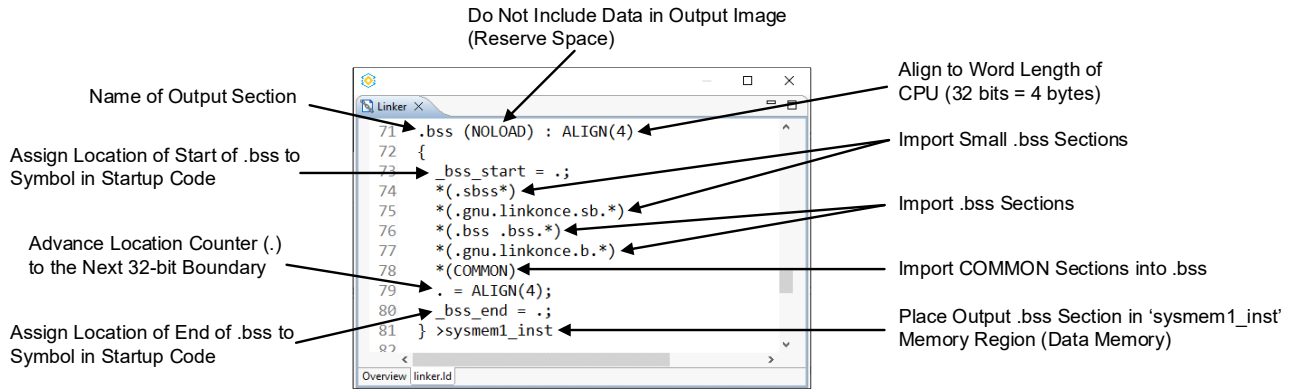 Do Not Include Data in Output Image
(Reserve Space)
Name of Output Section
Assign Location of Start of .bss to
Symbol in Startup Code
Advance Location Counter (.)
to the Next 32-bit Boundary
Assign Location of End of .bss to
Symbol in Startup Code
Linker
71 .bss (NOLOAD) : ALIGN(4)
72 {
73 _bss_start = .;
74 *(.sbss*)
75 *(.gnu.linkonce.sb.*)
76 *(.bss .bss.*)
77 *(.gnu.linkonce.b.*)
78 *(COMMON)
79 . = ALIGN(4);
80 _bss_end = .;
81 } >sysmem1_inst
82
Overview linker.ld
Align to Word Length of
CPU (32 bits = 4 bytes)
Import Small .bss Sections
Import .bss Sections
Import COMMON Sections into .bss
Place Output .bss Section in ‘sysmem1_inst’
Memory Region (Data Memory)